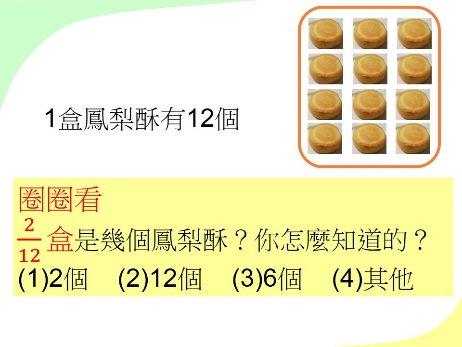 1盒鳳梨酥有12個
圈圈看
2/12 盒是幾個鳳梨酥？你怎麼知道的？
(1)2個 (2)12個 (3)6個 (4)其他